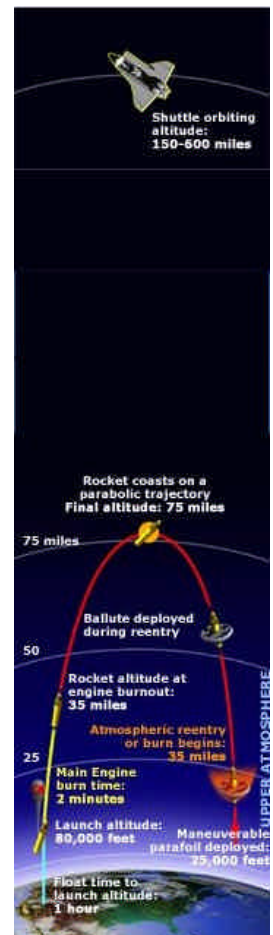 Shuttle orbiting
altitude:
150-600 miles
Rocket coasts on a
parabolic trajectory
Final altitude: 75 miles
75 miles
Ballute deployed
during reentry
50
Rocket altitude at
engine burnout:
35 miles
Atmospheric reentry
or burn begins:
35 miles
25
Main Engine
burn time:
2 minutes
UPPER ATMOSPHERE
Launch altitude:
80,000 feet
Maneuverable
parafoil deployed:
25,000 feet
Float time to
launch altitude:
1 hour